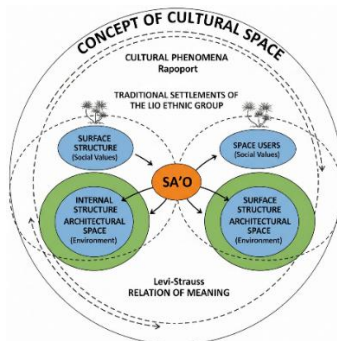 CONCEPT OF CULTURAL SPACE
CULTURAL PHENOMENA
Rapoport
TRADITIONAL SETTLEMENTS OF
THE LIO ETHNIC GROUP
SURFACE
STRUCTURE
(Social Values)
SPACE USERS
(Social Values)
SA'O
INTERNAL
STRUCTURE
ARCHITECTURAL
SPACE
(Environment)
SURFACE
STRUCTURE
ARCHITECTURAL
SPACE
(Environment)
Levi-Strauss
RELATION OF MEANING